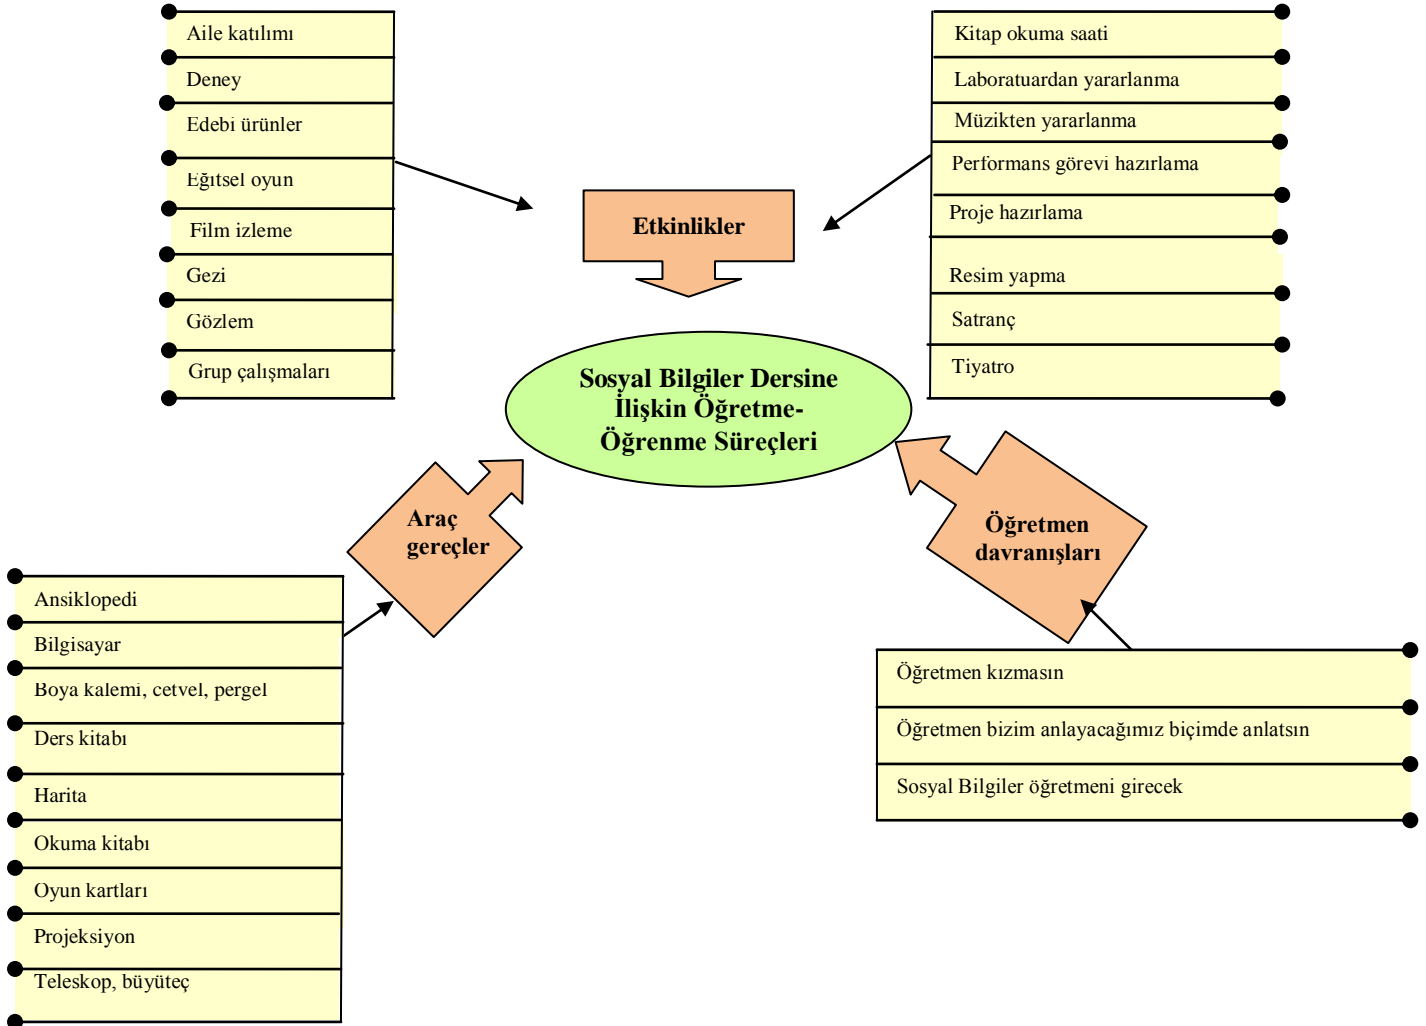 Aile katılımı
Deney
Edebi ürünler
Eğitsel oyun
Film izleme
Gezi
Gözlem
Grup çalışmaları
Kitap okuma saati
Laboratuardan yararlanma
Müzikten yararlanma
Performans görevi hazırlama
Proje hazırlama
Resim yapma
Satranç
Tiyatro
Etkinlikler
Sosyal Bilgiler Dersine
İlişkin Öğretme-
Öğrenme Süreçleri
Araç
gereçler
Öğretmen
davranışları
Ansiklopedi
Bilgisayar
Boya kalemi, cetvel, pergel
Ders kitabı
Harita
Okuma kitabı
Oyun kartları
Projeksiyon
Teleskop, büyüteç
Öğretmen kızmasın
Öğretmen bizim anlayacağımız biçimde anlatsın
Sosyal Bilgiler öğretmeni girecek